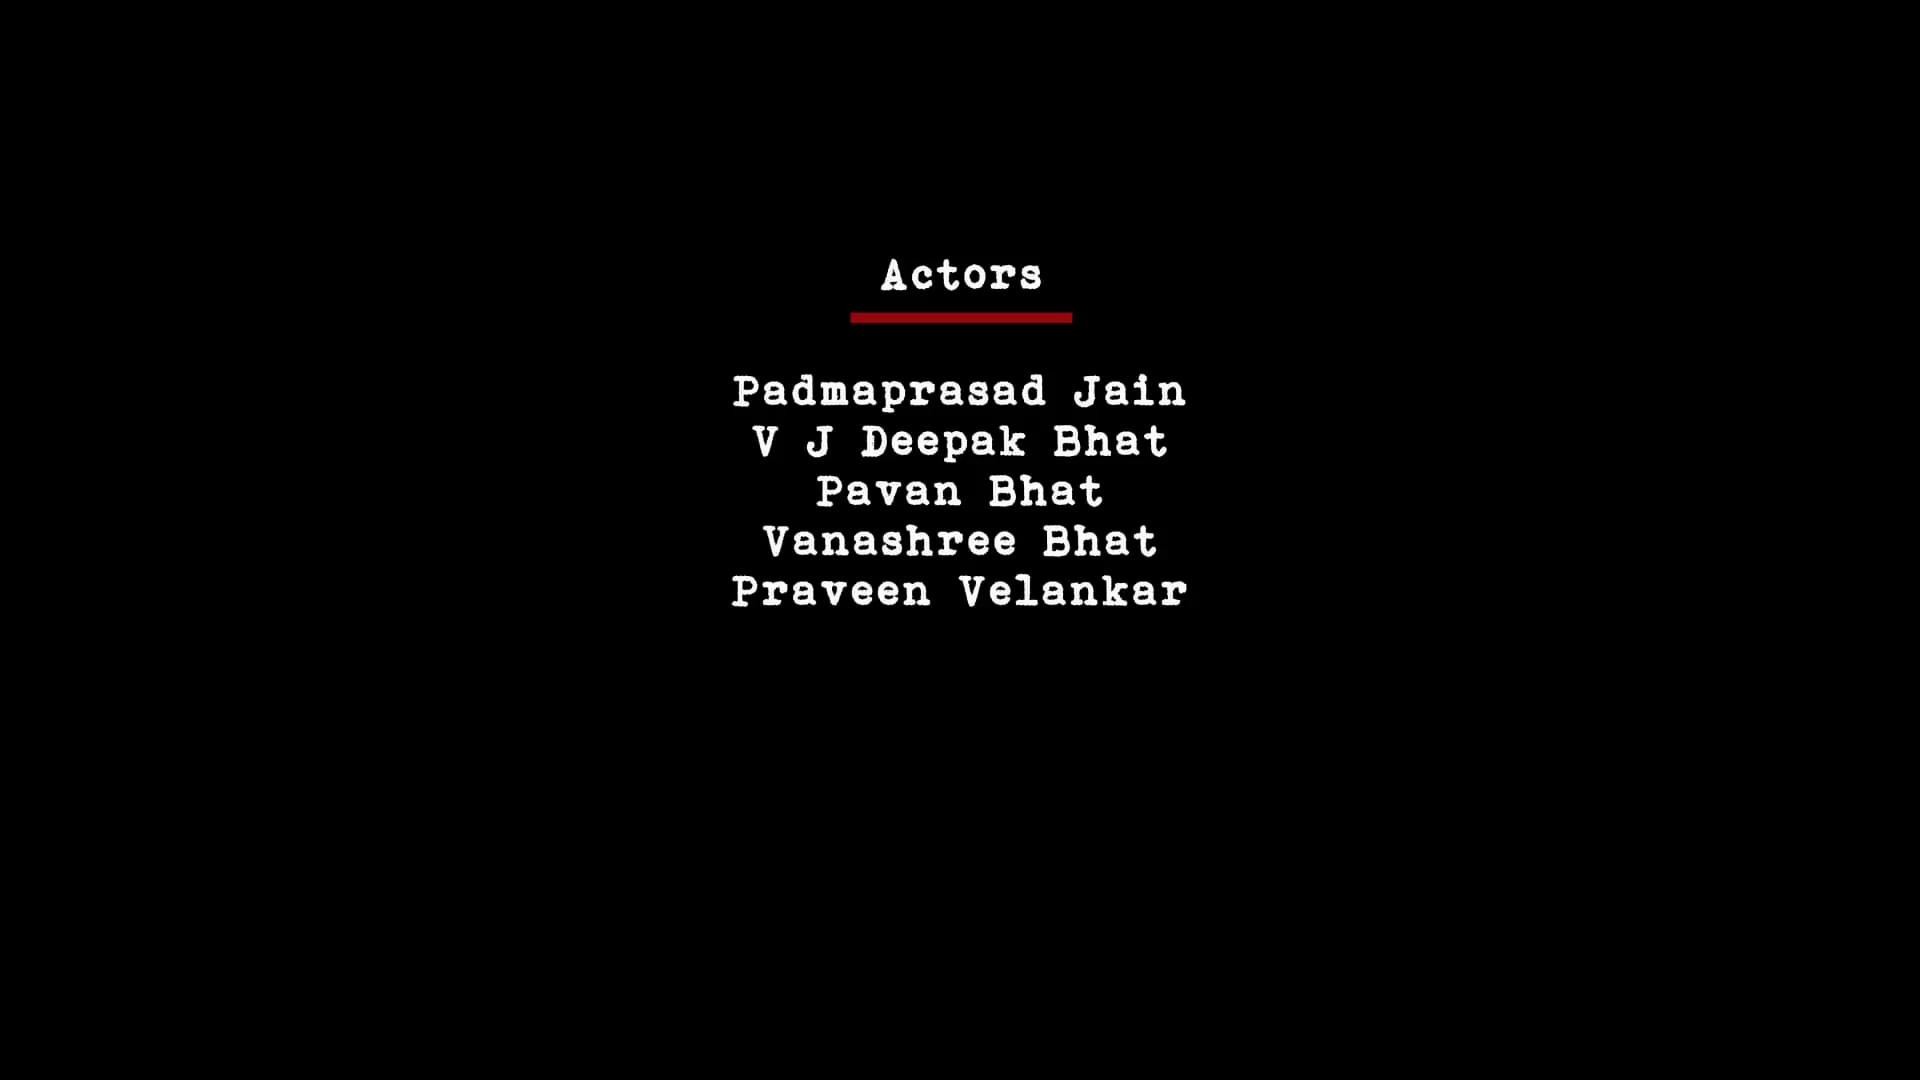 Actors
Padmaprasad Jain
V J Deepak Bhat
Pavan Bhat
Vanashree Bhat
Praveen Velankar